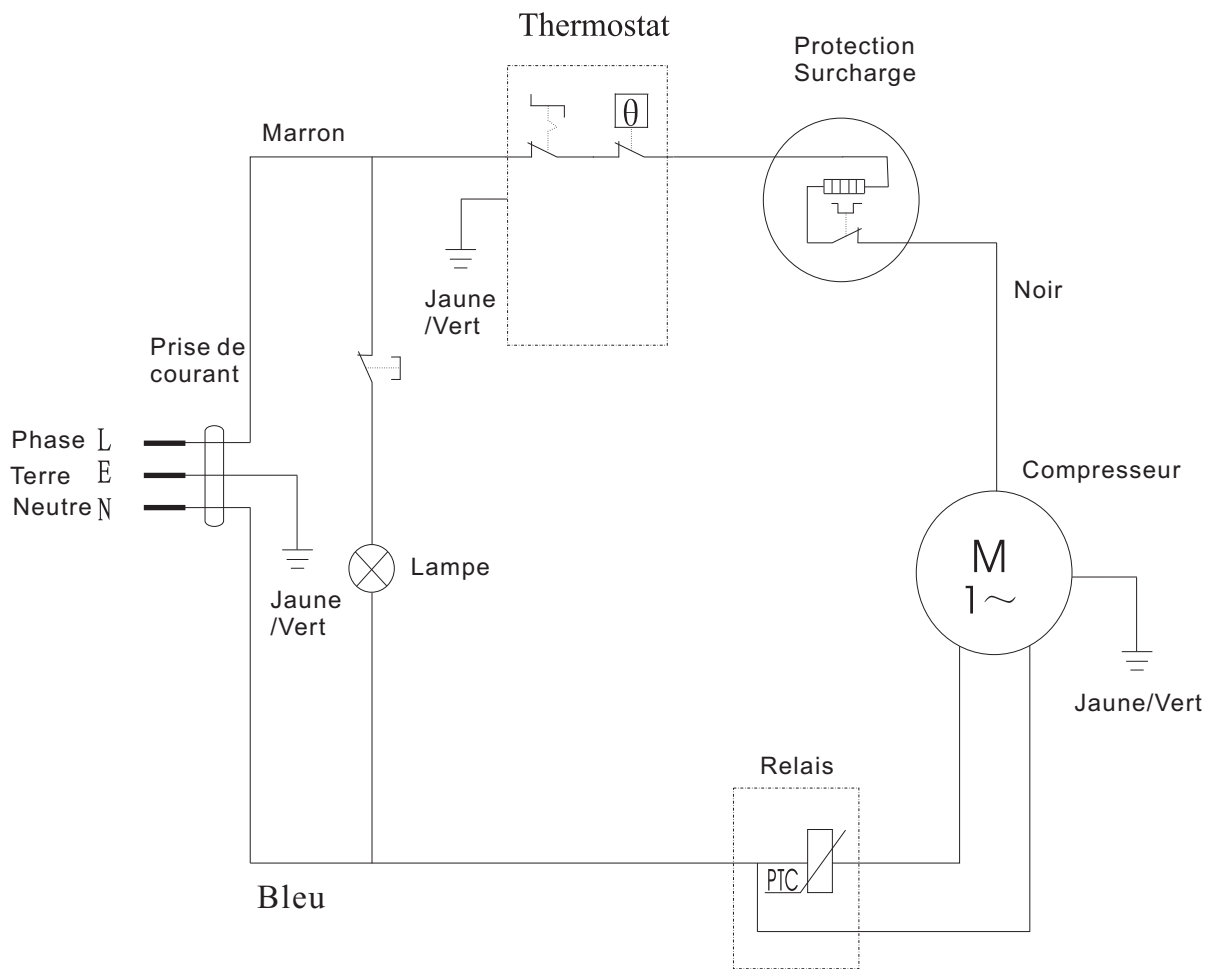 Thermostat
Protection
Surcharge
θ
Marron
Jaune
/Vert
Noir
Prise de
courant
Phase L
Terre E
Neutre N
Compresseur
M
1~
Lampe
Jaune
/Vert
Jaune/Vert
Relais
PTC
Bleu